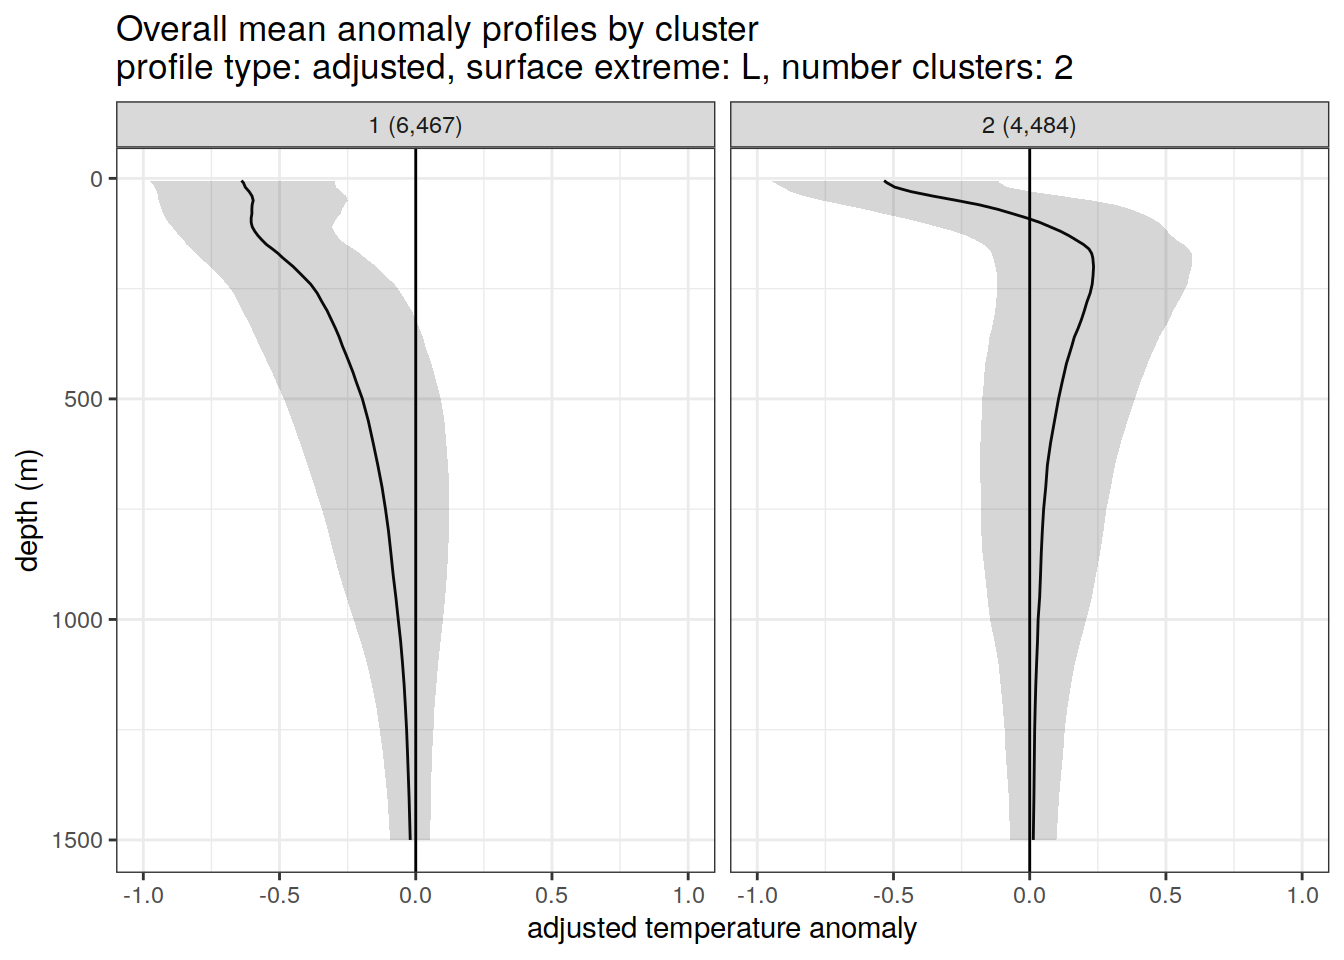 Overall mean anomaly profiles by cluster
profile type: adjusted, surface extreme: L, number clusters: 2
1 (6,467)
2 (4,484)
depth (m)
0
500
1000
1500
-1.0 -0.5 0.0 0.5 1.0
-1.0 -0.5 0.0 0.5 1.0
adjusted temperature anomaly